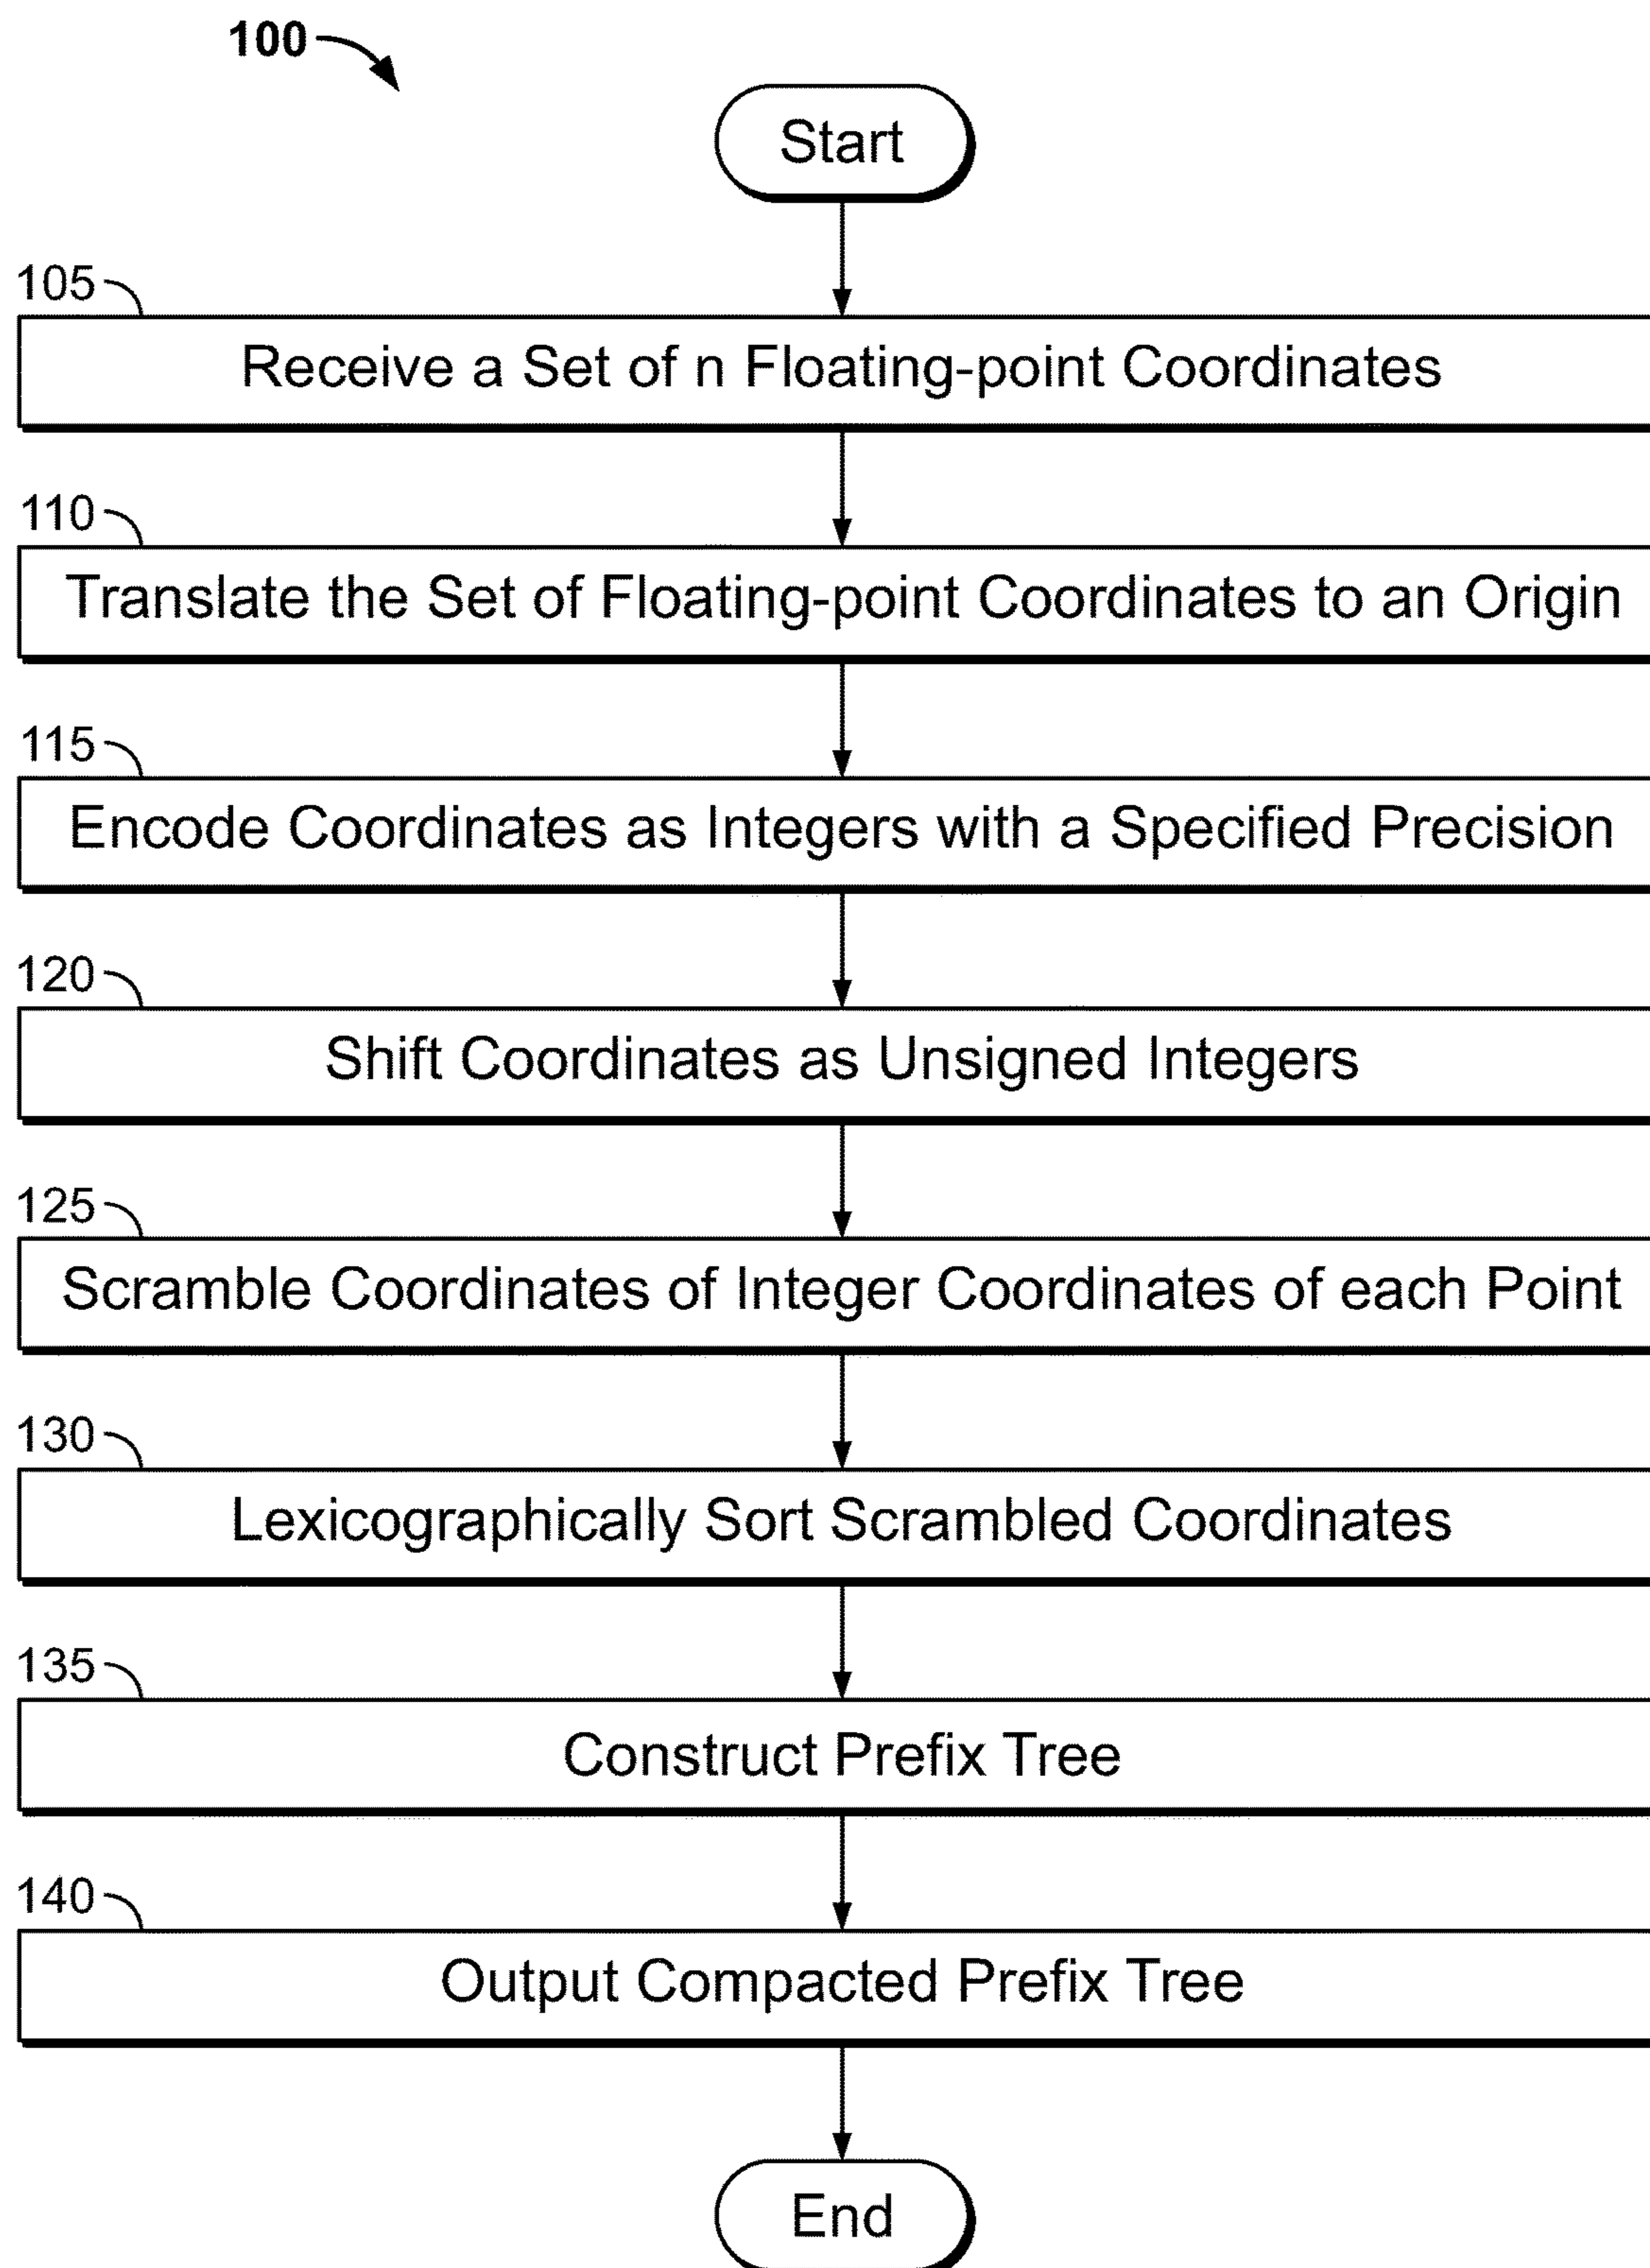 100
Start
105
Receive a Set of n Floating-point Coordinates
110
Translate the Set of Floating-point Coordinates to an Origin
115
Encode Coordinates as Integers with a Specified Precision
120
Shift Coordinates as Unsigned Integers
125
Scramble Coordinates of Integer Coordinates of each Point
130
Lexicographically Sort Scrambled Coordinates
135
Construct Prefix Tree
140
Output Compacted Prefix Tree
End